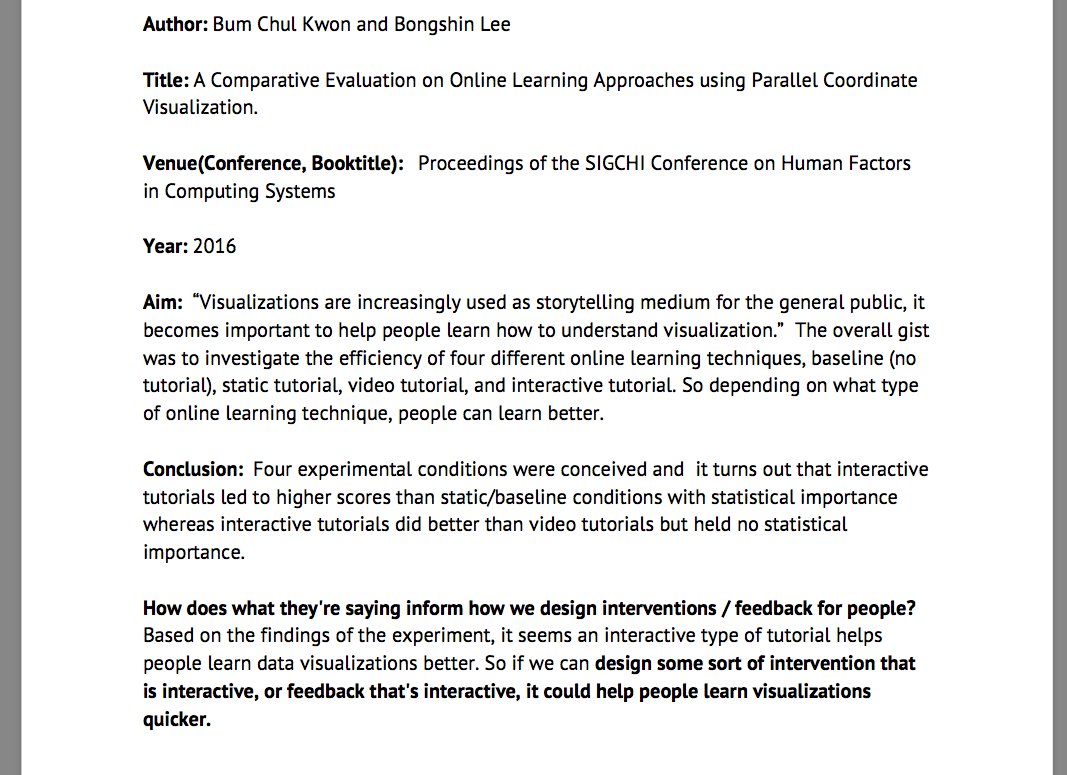 Author: Bum Chul Kwon and Bongshin Lee
Title: A Comparative Evaluation on Online Learning Approaches using Parallel Coordinate
Visualization.
Venue(Conference, Booktitle): Proceedings of the SIGCHI Conference on Human Factors
in Computing Systems
Year: 2016
Aim: “Visualizations are increasingly used as storytelling medium for the general public, it
becomes important to help people learn how to understand visualization.” The overall gist
was to investigate the efficiency of four different online learning techniques, baseline (no
tutorial), static tutorial, video tutorial, and interactive tutorial. So depending on what type
of online learning technique, people can learn better.
Conclusion: Four experimental conditions were conceived and it turns out that interactive
tutorials led to higher scores than static/baseline conditions with statistical importance
whereas interactive tutorials did better than video tutorials but held no statistical
importance.
How does what they're saying inform how we design interventions / feedback for people?
Based on the findings of the experiment, it seems an interactive type of tutorial helps
people learn data visualizations better. So if we can design some sort of intervention that
is interactive, or feedback that's interactive, it could help people learn visualizations
quicker.